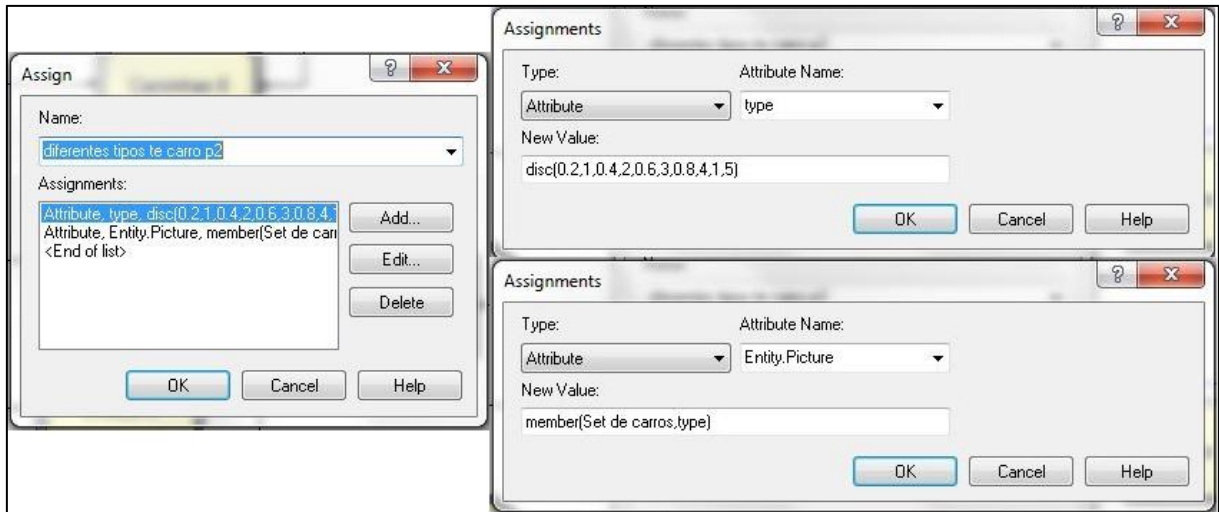 Assign
Name:
diferentes tipos te carro p2
Assignments:
Attribute, type, disc(0.2,1,0.4,2,0.6,3,0.8,4,
Attribute, Entity.Picture, member(Set de carr
<End of list>
Add...
Edit...
Delete
OK Cancel Help
Assignments
Type: Attribute Name:
Attribute type
New Value:
disc(0.2,1,0.4,2,0.6,3,0.8,4,1,5)
OK Cancel Help
Assignments
Type: Attribute Name:
Attribute Entity.Picture
New Value:
member(Set de carros,type)
OK Cancel Help